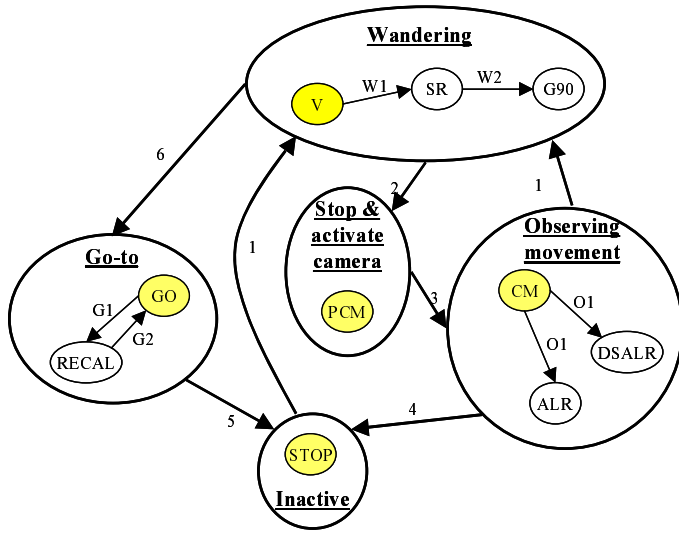 Wandering
V
W1
SR
W2
G90
6
2
1
Stop &
activate
camera
PCM
1
Observing
movement
CM
O1
O1
DSALR
ALR
3
Go-to
GO
G1
G2
RECAL
5
4
STOP
Inactive